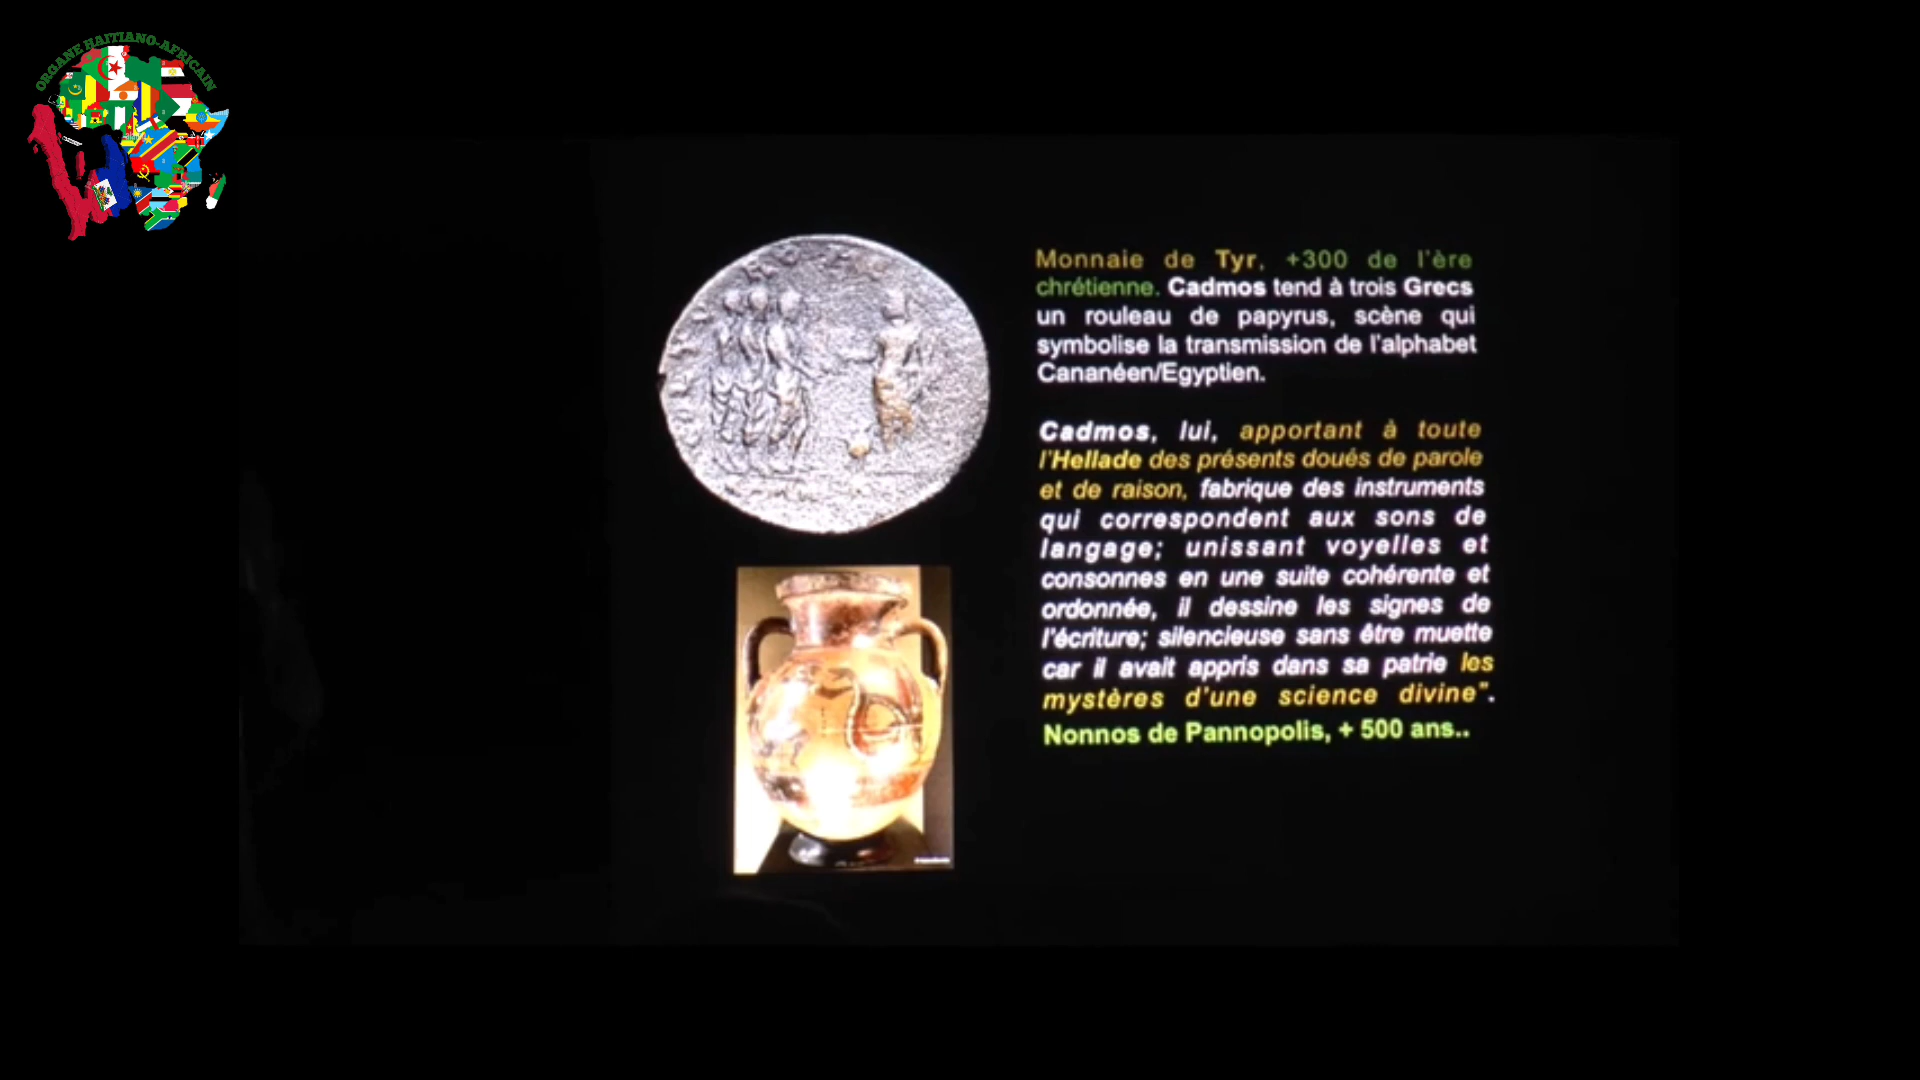 ORGANE HAITIANO-AFRICAIN
Monnaie de Tyr, +300 de l'ère
chrétienne. Cadmos tend à trois Grecs
un rouleau de papyrus, scène qui
symbolise la transmission de l'alphabet
Cananéen/Egyptien.
Cadmos, lui, apportant à toute
l'Hellade des présents doués de parole
et de raison, fabrique des instruments
qui correspondent aux sons de
langage; unissant voyelles et
consonnes en une suite cohérente et
ordonnée, il dessine les signes de
l'écriture; silencieuse sans être muette
car il avait appris dans sa patrie les
mystères d'une science divine".
Nonnos de Pannopolis, + 500 ans..